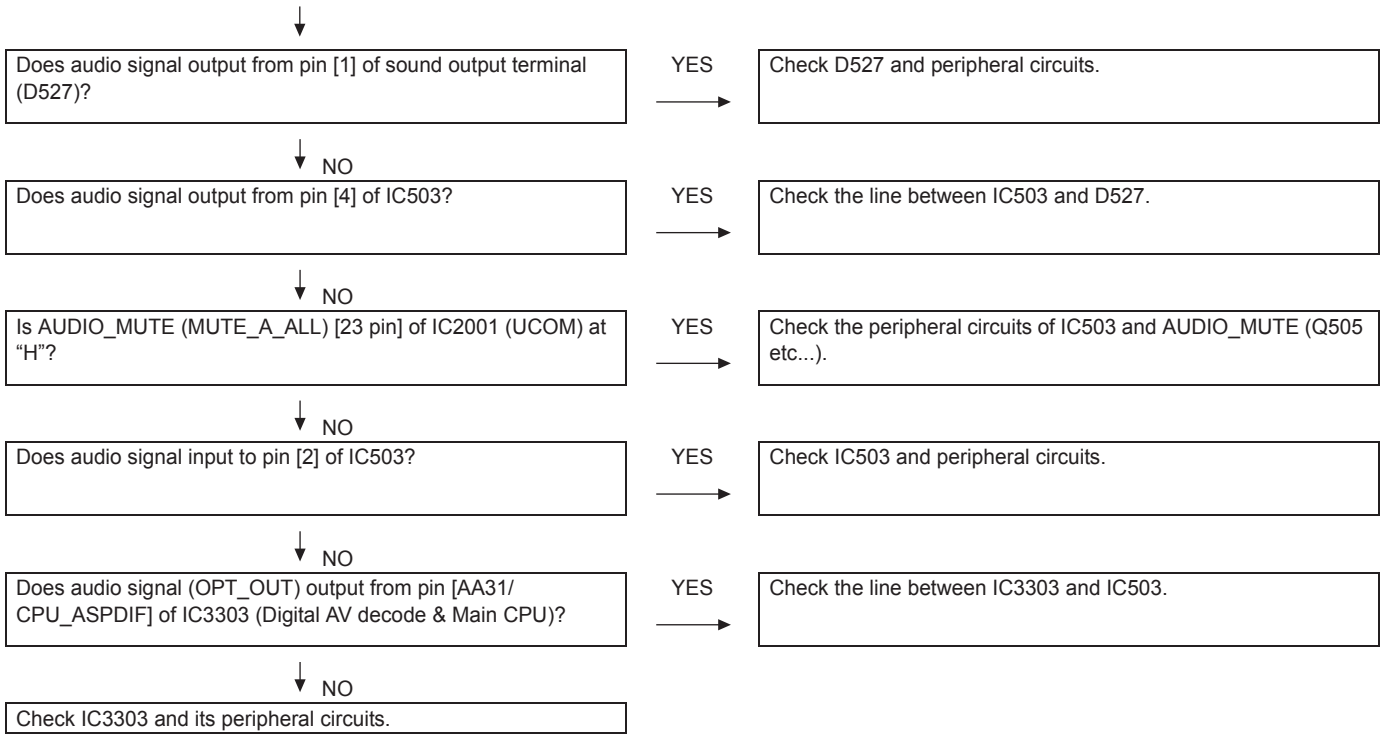 Does audio signal output from pin [1] of sound output terminal
(D527)?
YES
Check D527 and peripheral circuits.
NO
Does audio signal output from pin [4] of IC503?
YES
Check the line between IC503 and D527.
NO
Is AUDIO_MUTE (MUTE_A_ALL) [23 pin] of IC2001 (UCOM) at
“H”?
YES
Check the peripheral circuits of IC503 and AUDIO_MUTE (Q505
etc...).
NO
Does audio signal input to pin [2] of IC503?
YES
Check IC503 and peripheral circuits.
NO
Does audio signal (OPT_OUT) output from pin [AA31/
CPU_ASPDIF] of IC3303 (Digital AV decode & Main CPU)?
YES
Check the line between IC3303 and IC503.
NO
Check IC3303 and its peripheral circuits.